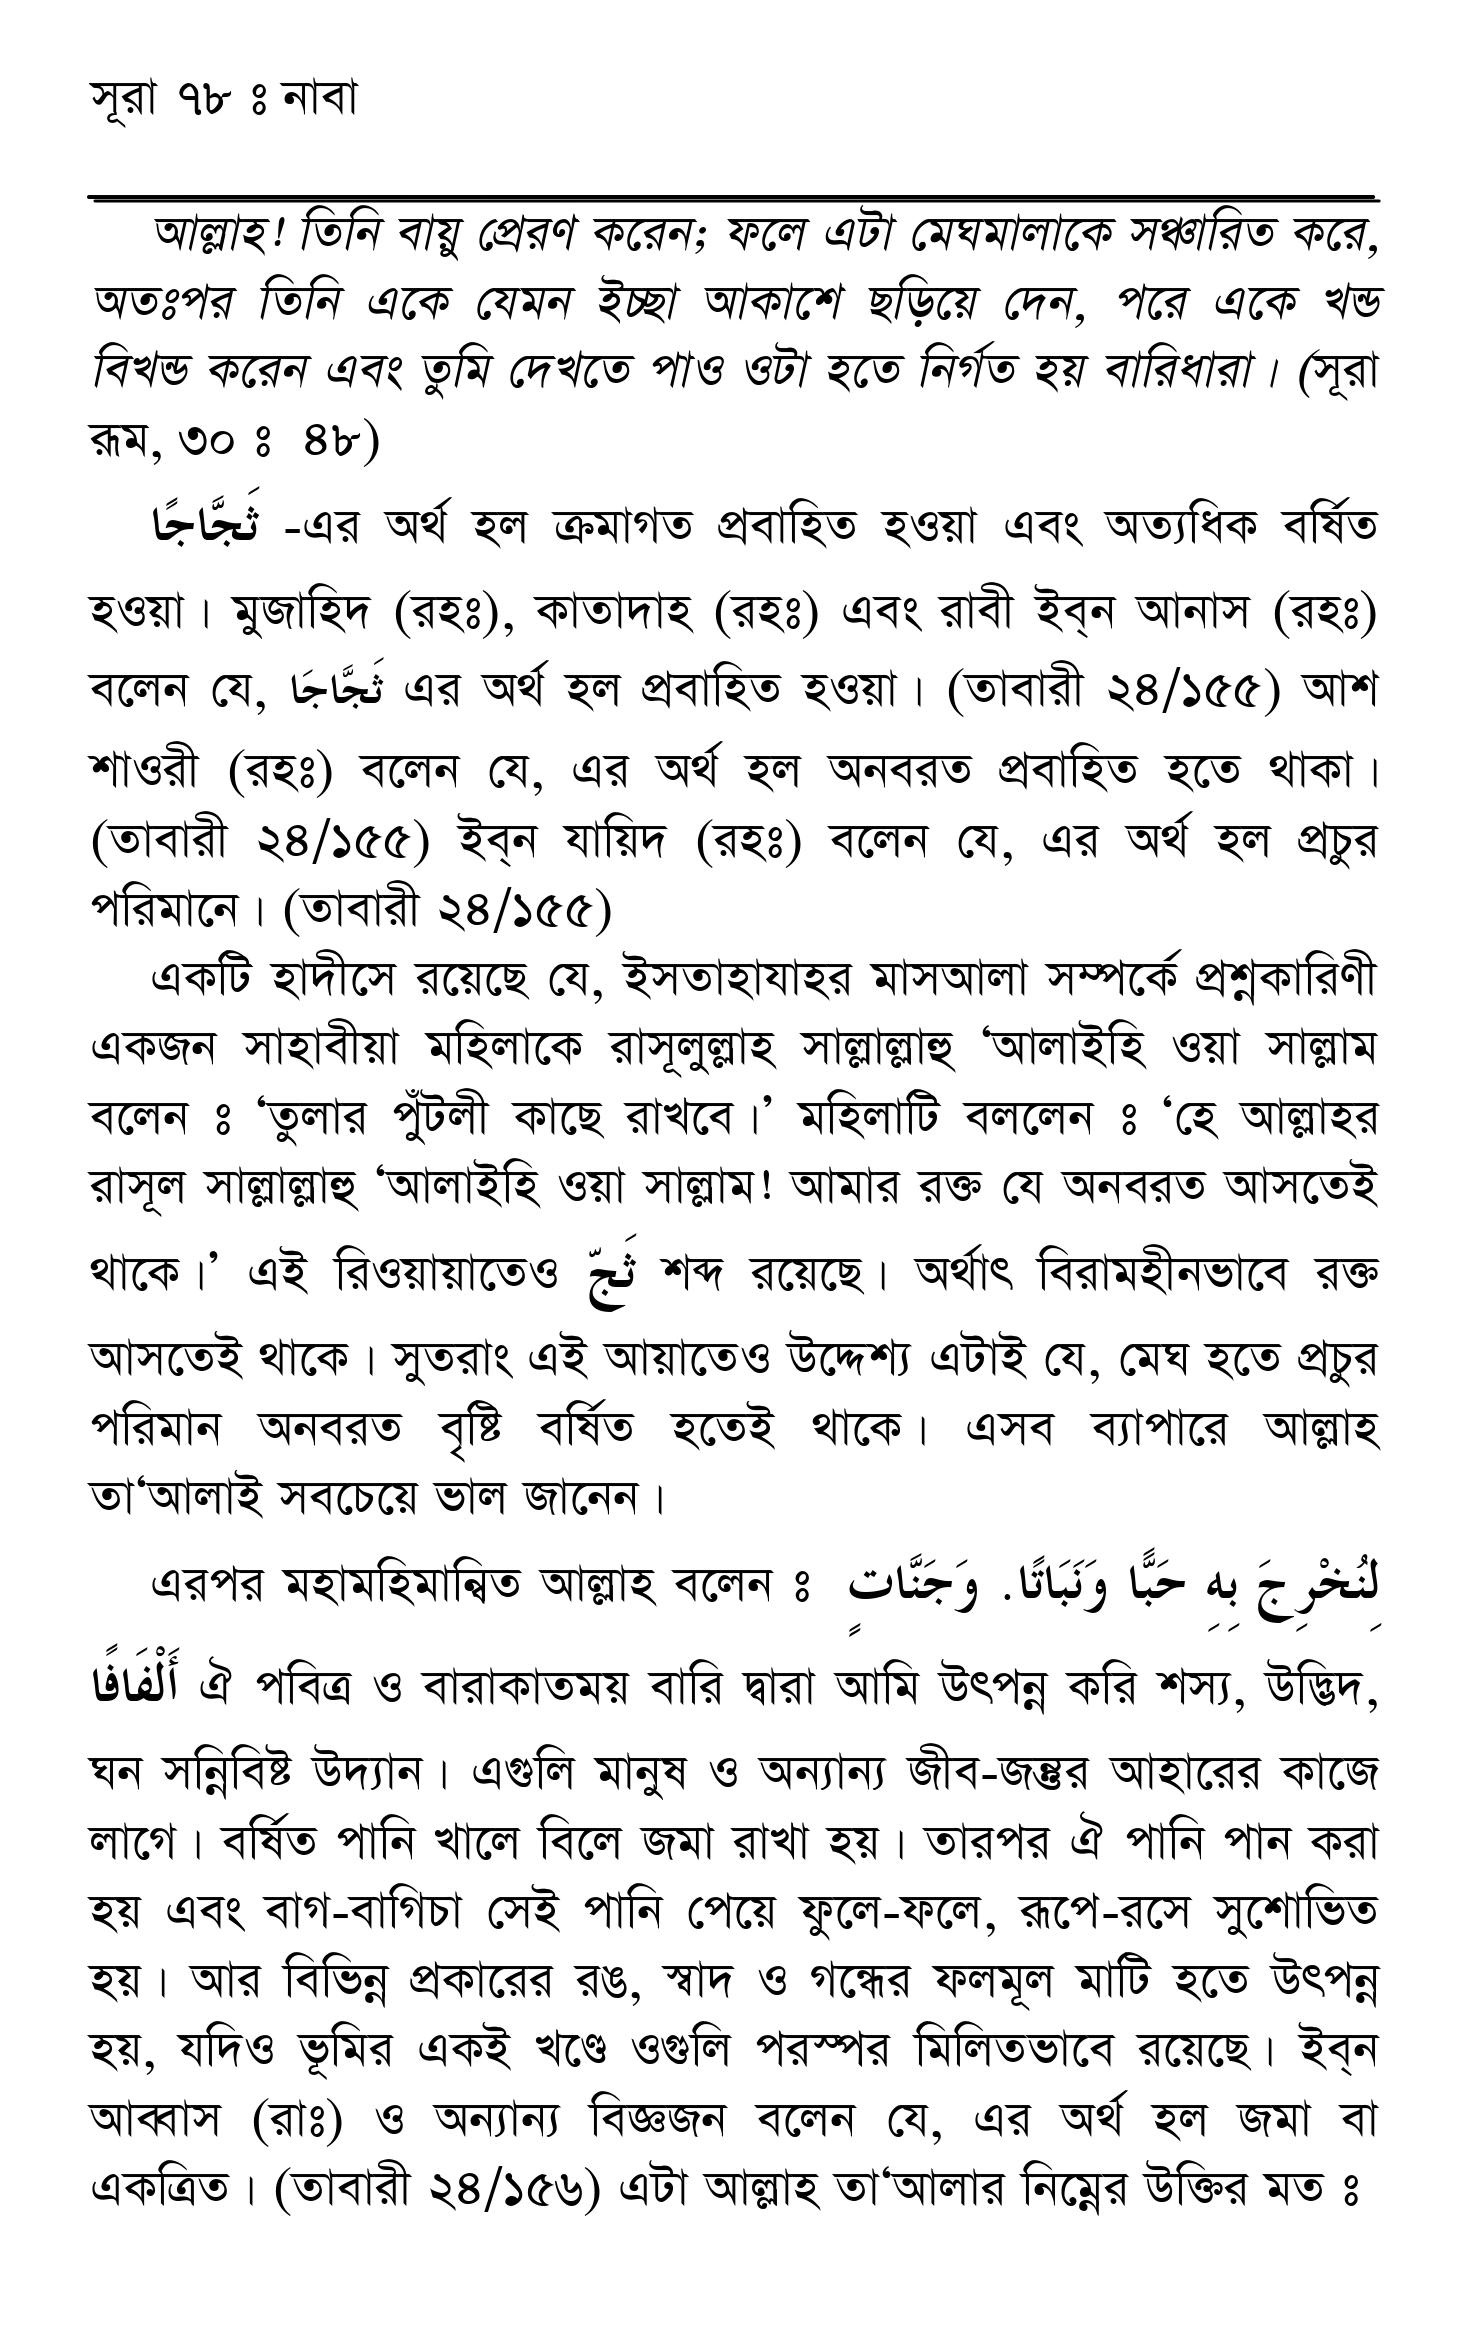 সূরা ৭৮ ঃ নাবা
আল্লাহ! তিনি বায়ু প্রেরণ করেন; ফলে এটা মেঘমালাকে সঞ্চারিত করে,
অতঃপর তিনি একে যেমন ইচ্ছা আকাশে ছড়িয়ে দেন, পরে একে খন্ড
বিখন্ড করেন এবং তুমি দেখতে পাও ওটা হতে নির্গত হয় বারিধারা। (সূরা
রূম, ৩০ ঃ ৪৮)
ثَجَّاجًا -এর অর্থ হল ক্রমাগত প্রবাহিত হওয়া এবং অত্যধিক বর্ষিত
হওয়া। মুজাহিদ (রহঃ), কাতাদাহ (রহঃ) এবং রাবী ইব্‌ন আনাস (রহঃ)
বলেন যে, ثَجَّاجَا এর অর্থ হল প্রবাহিত হওয়া। (তাবারী ২৪/১৫৫) আশ
শাওরী (রহঃ) বলেন যে, এর অর্থ হল অনবরত প্রবাহিত হতে থাকা।
(তাবারী ২৪/১৫৫) ইব্‌ন যায়িদ (রহঃ) বলেন যে, এর অর্থ হল প্রচুর
পরিমানে। (তাবারী ২৪/১৫৫)
একটি হাদীসে রয়েছে যে, ইসতাহাযাহর মাসআলা সম্পর্কে প্রশ্নকারিণী
একজন সাহাবীয়া মহিলাকে রাসূলুল্লাহ সাল্লাল্লাহু ‘আলাইহি ওয়া সাল্লাম
বলেন ঃ ‘তুলার পুঁটলী কাছে রাখবে।’ মহিলাটি বললেন ঃ ‘হে আল্লাহর
রাসূল সাল্লাল্লাহু ‘আলাইহি ওয়া সাল্লাম! আমার রক্ত যে অনবরত আসতেই
থাকে।’ এই রিওয়ায়াতেও ثَجّ শব্দ রয়েছে। অর্থাৎ বিরামহীনভাবে রক্ত
আসতেই থাকে। সুতরাং এই আয়াতেও উদ্দেশ্য এটাই যে, মেঘ হতে প্রচুর
পরিমান অনবরত বৃষ্টি বর্ষিত হতেই থাকে। এসব ব্যাপারে আল্লাহ
তা‘আলাই সবচেয়ে ভাল জানেন।
এরপর মহামহিমান্বিত আল্লাহ বলেন ঃ لِنُخْرِجَ بِهِ حَبًّا وَنَبَاتًا. وَجَنَّاتٍ
أَلْفَافًا ঐ পবিত্র ও বারাকাতময় বারি দ্বারা আমি উৎপন্ন করি শস্য, উদ্ভিদ,
ঘন সন্নিবিষ্ট উদ্যান। এগুলি মানুষ ও অন্যান্য জীব-জন্তুর আহারের কাজে
লাগে। বর্ষিত পানি খালে বিলে জমা রাখা হয়। তারপর ঐ পানি পান করা
হয় এবং বাগ-বাগিচা সেই পানি পেয়ে ফুলে-ফলে, রূপে-রসে সুশোভিত
হয়। আর বিভিন্ন প্রকারের রঙ, স্বাদ ও গন্ধের ফলমূল মাটি হতে উৎপন্ন
হয়, যদিও ভূমির একই খণ্ডে ওগুলি পরস্পর মিলিতভাবে রয়েছে। ইব্‌ন
আব্বাস (রাঃ) ও অন্যান্য বিজ্ঞজন বলেন যে, এর অর্থ হল জমা বা
একত্রিত। (তাবারী ২৪/১৫৬) এটা আল্লাহ তা‘আলার নিম্নের উক্তির মত ঃ